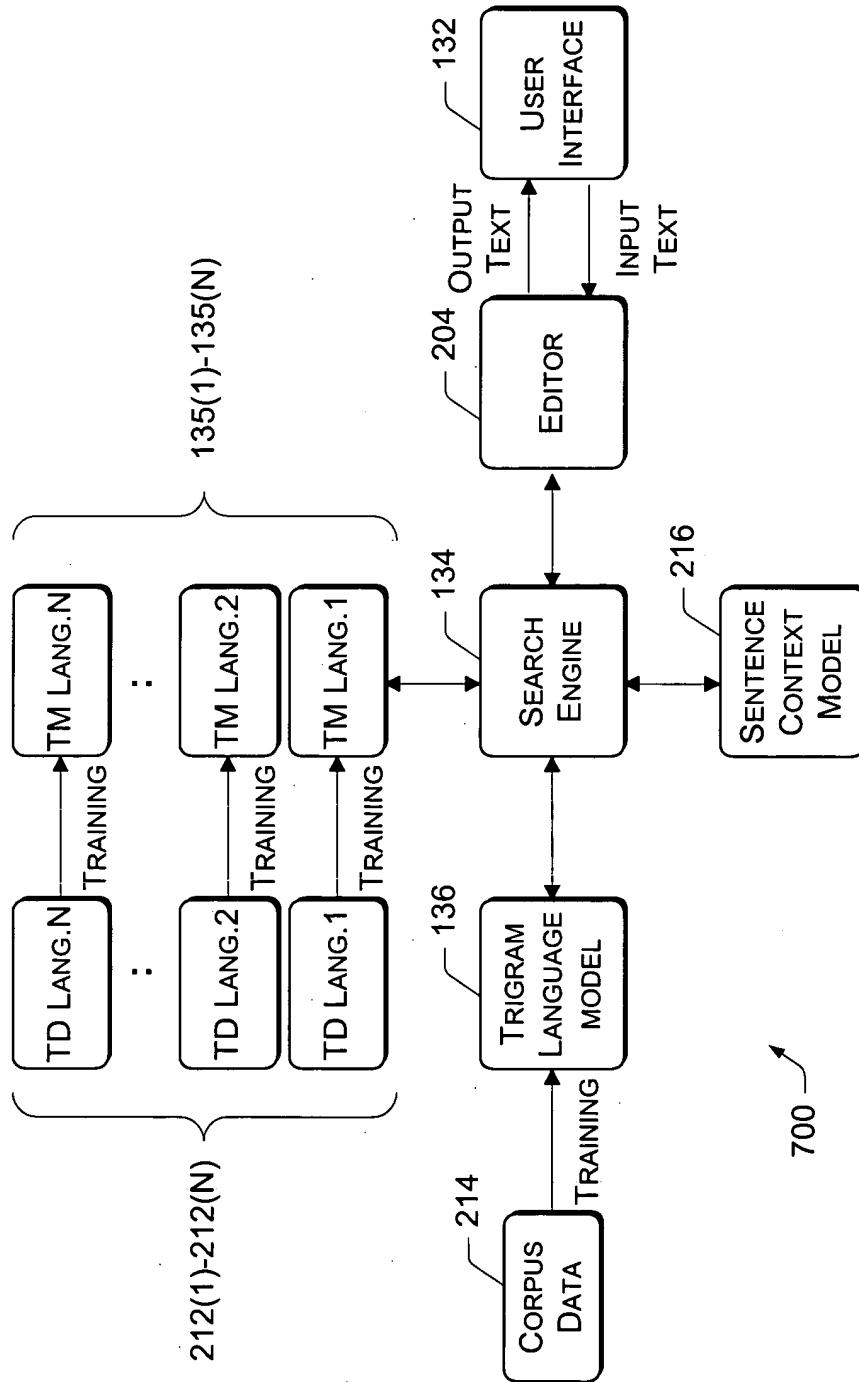 212(1)-212(N)
135(1)-135(N)
TD LANG.N
TRAINING
TM LANG.N
:
:
TD LANG.2
TRAINING
TM LANG.2
TD LANG.1
TRAINING
TM LANG.1
214
CORPUS
DATA
TRAINING
136
TRIGRAM
LANGUAGE
MODEL
134
SEARCH
ENGINE
204
EDITOR
OUTPUT
TEXT
INPUT
TEXT
132
USER
INTERFACE
216
SENTENCE
CONTEXT
MODEL
700